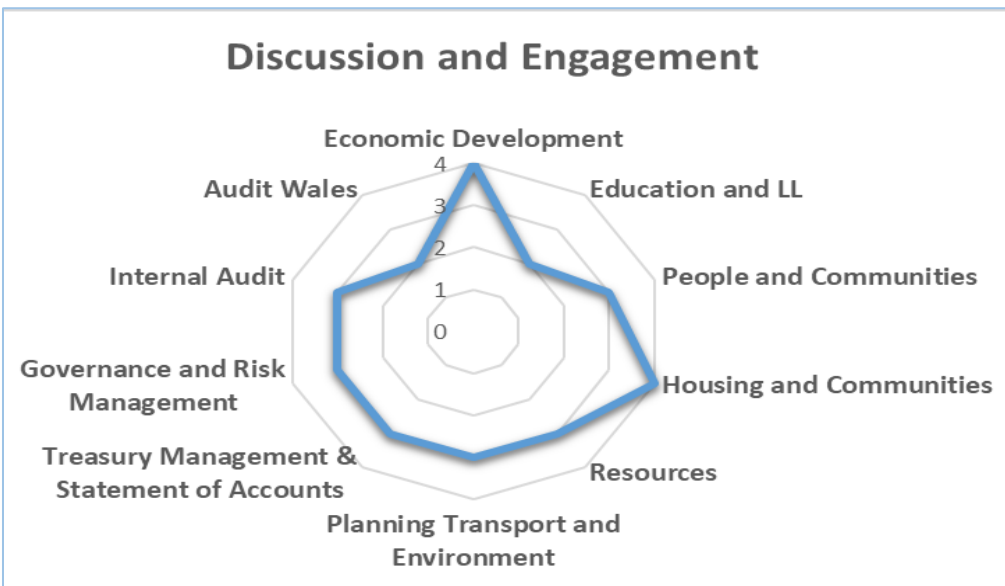 Discussion and Engagement
Economic Development
4
Audit Wales
Education and LL
3
2
Internal Audit
People and Communities
1
0
Governance and Risk
Management
Housing and Communities
Treasury Management &
Statement of Accounts
Resources
Planning Transport and
Environment